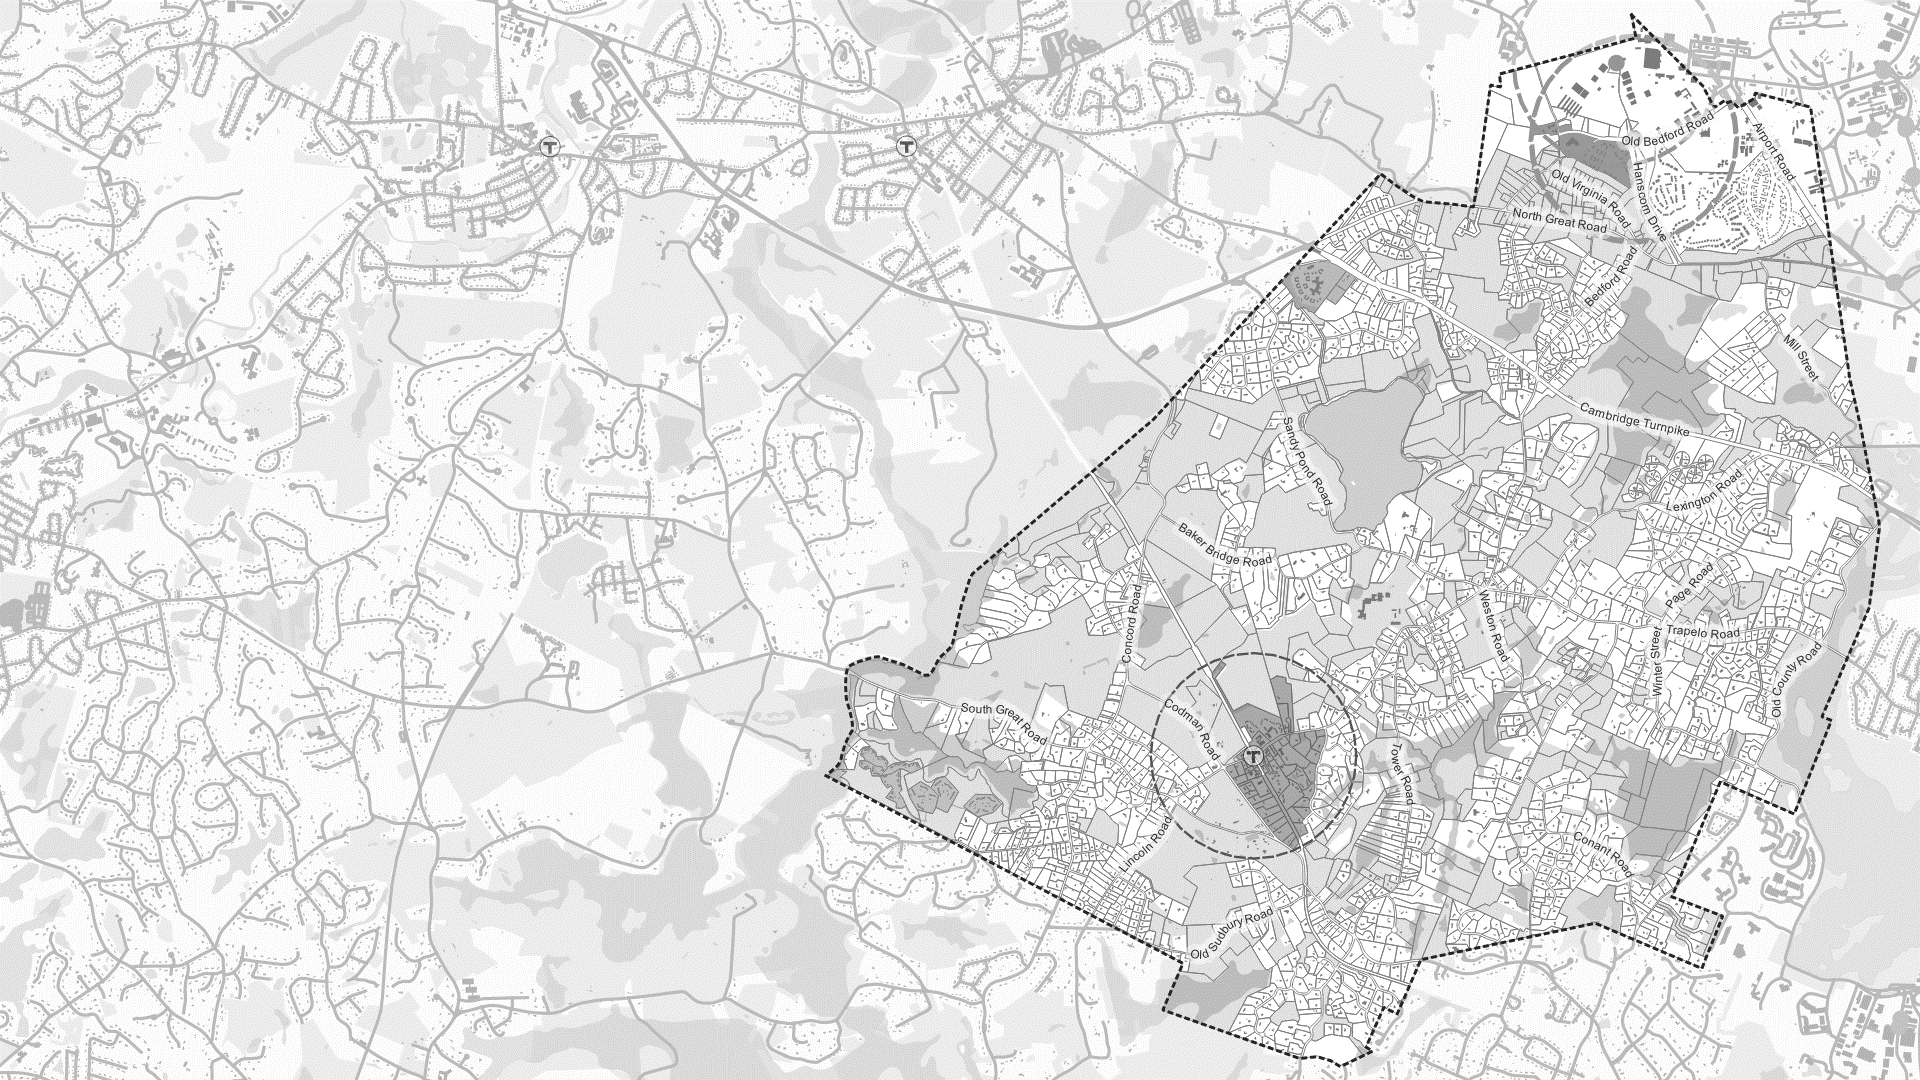 T
T
Old Bedford Road
Airport Road
Hanscom Drive
Old Virginia Road
North Great Road
Bedford Road
Mill Street
Cambridge Turnpike
Sandy Pond Road
Lexington Road
Baker Bridge Road
Page Road
Concord Road
Weston Road
Trapelo Road
Winter Street
Old County Road
South Great Road
Codman Road
T
Tower Road
Lincoln Road
Conant Road
Old Sudbury Road